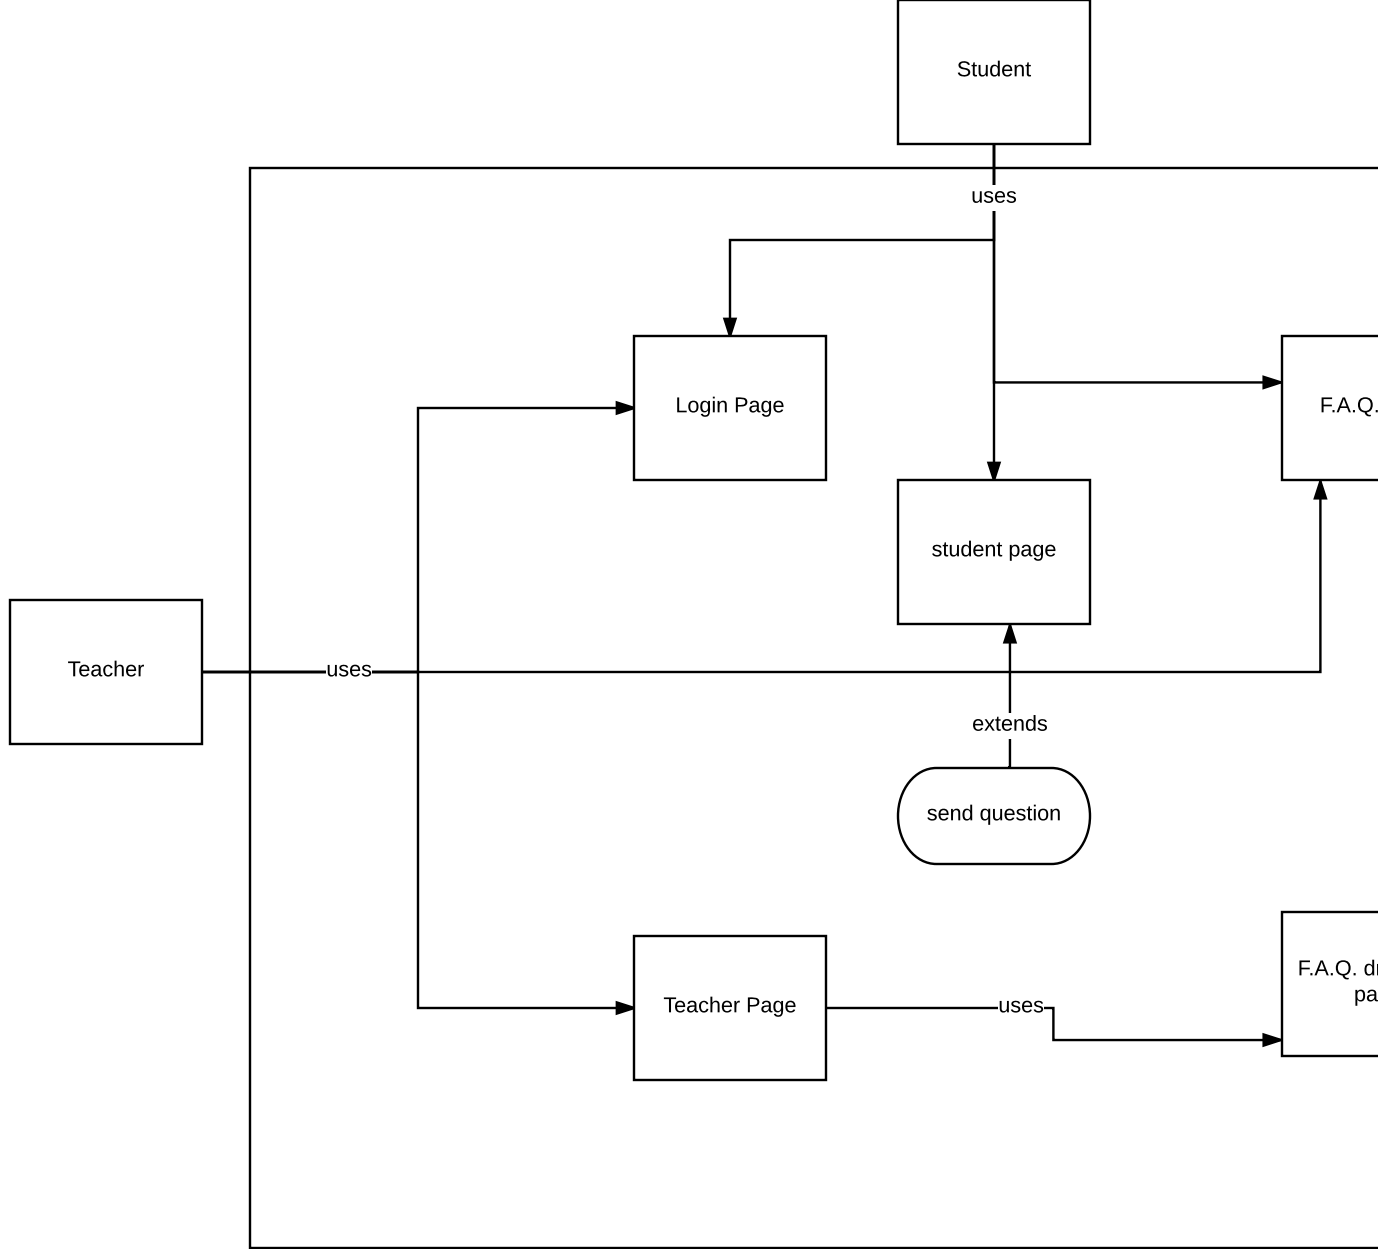 Student
uses
Login Page
F.A.Q.
student page
Teacher
uses
extends
send question
F.A.Q.
Teacher Page
uses